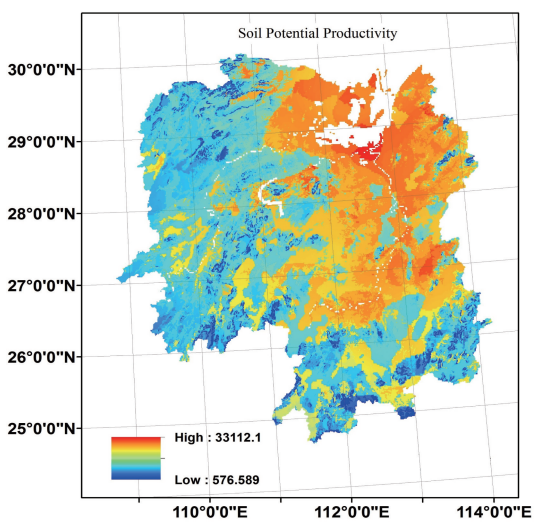 Soil Potential Productivity
30°0'0"N
29°0'0"N
28°0'0"N
27°0'0"N
26°0'0"N
25°0'0"N
High : 33112.1
Low : 576.589
110°0'0"E
112°0'0"E
114°0'0"E